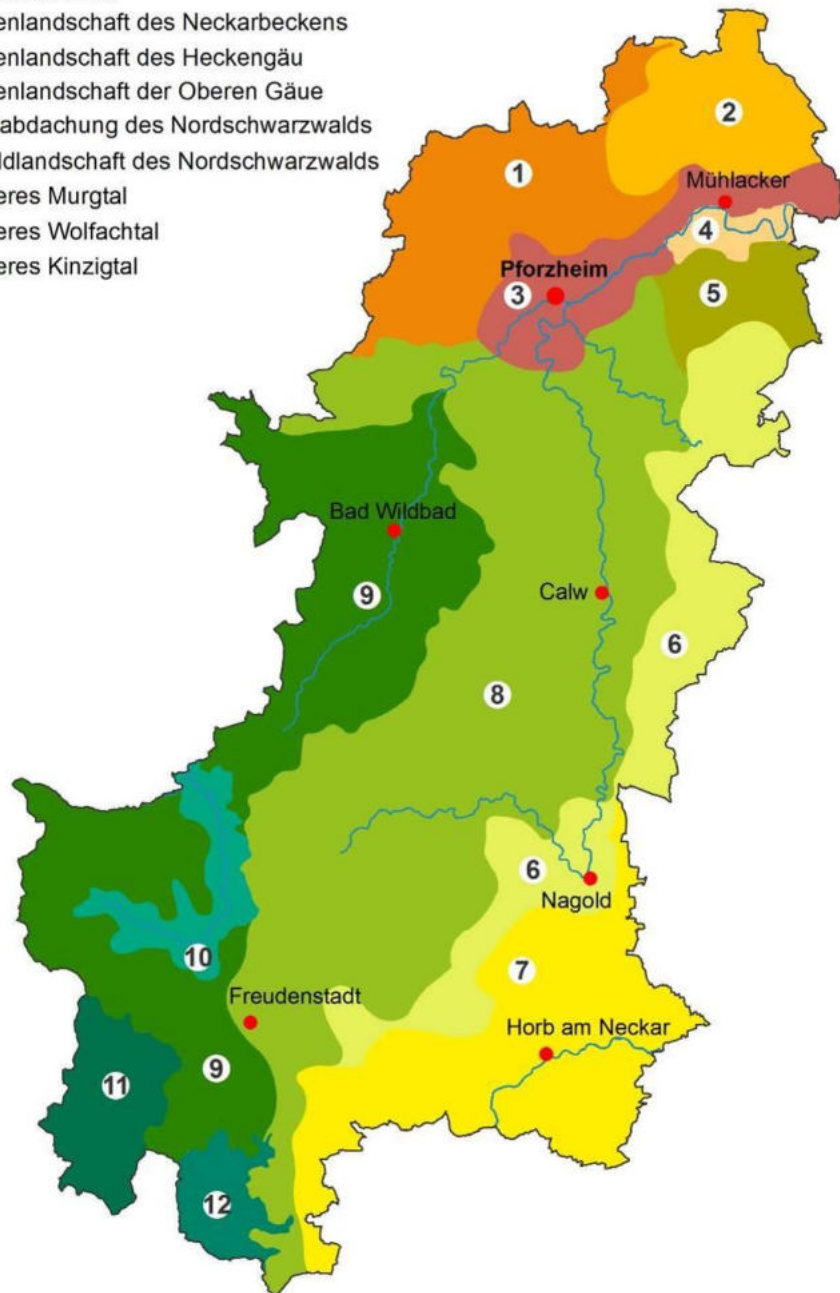 enlandschaft des Neckarbeckens
enlandschaft des Heckengäu
enlandschaft der Oberen Gäue
abdachung des Nordschwarzwalds
ldlandschaft des Nordschwarzwalds
eres Murgtal
eres Wolfachtal
eres Kinzigtal
2
1
Mühlacker
4
Pforzheim
3
5
Bad Wildbad
9
Calw
6
8
6
Nagold
10
7
Freudenstadt
Horb am Neckar
9
11
12